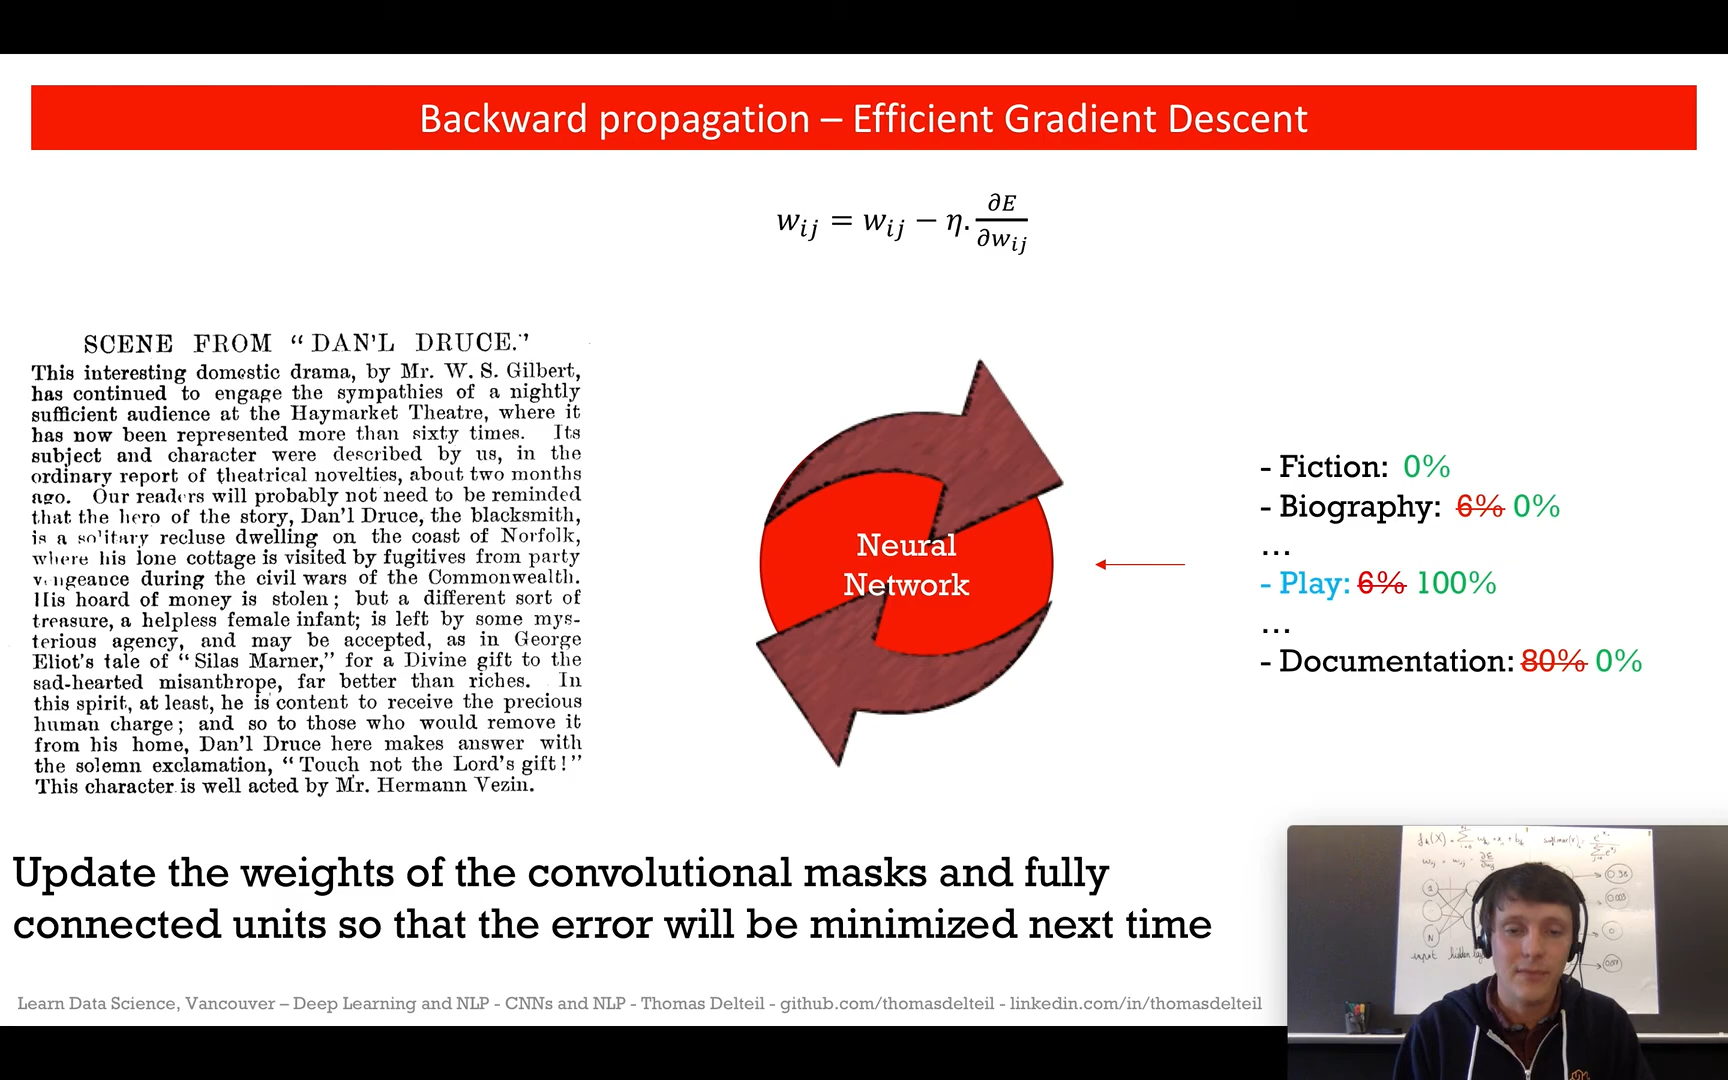 Backward propagation – Efficient Gradient Descent
w_ij = w_ij − η. ∂E/∂w_ij
SCENE FROM “DAN'L DRUCE.”
This interesting domestic drama, by Mr. W. S. Gilbert,
has continued to engage the sympathies of a nightly
sufficient audience at the Haymarket Theatre, where it
has now been represented more than sixty times. Its
subject and character were described by us, in the
ordinary report of theatrical novelties, about two months
ago. Our readers will probably not need to be reminded
that the hero of the story, Dan'l Druce, the blacksmith,
is a solitary recluse dwelling on the coast of Norfolk,
where his lone cottage is visited by fugitives from party
vengeance during the civil wars of the Commonwealth.
His hoard of money is stolen; but a different sort of
treasure, a helpless female infant; is left by some mys-
terious agency, and may be accepted, as in George
Eliot's tale of “Silas Marner,” for a Divine gift to the
sad-hearted misanthrope, far better than riches. In
this spirit, at least, he is content to receive the precious
human charge; and so to those who would remove it
from his home, Dan'l Druce here makes answer with
the solemn exclamation, “Touch not the Lord's gift!”
This character is well acted by Mr. Hermann Vezin.
Neural
Network
- Fiction: 0%
- Biography: 6% 0%
...
- Play: 6% 100%
...
- Documentation: 80% 0%
Update the weights of the convolutional masks and fully
connected units so that the error will be minimized next time
Learn Data Science, Vancouver – Deep Learning and NLP - CNNs and NLP - Thomas Delteil - github.com/thomasdelteil - linkedin.com/in/thomasdelteil
input hidden